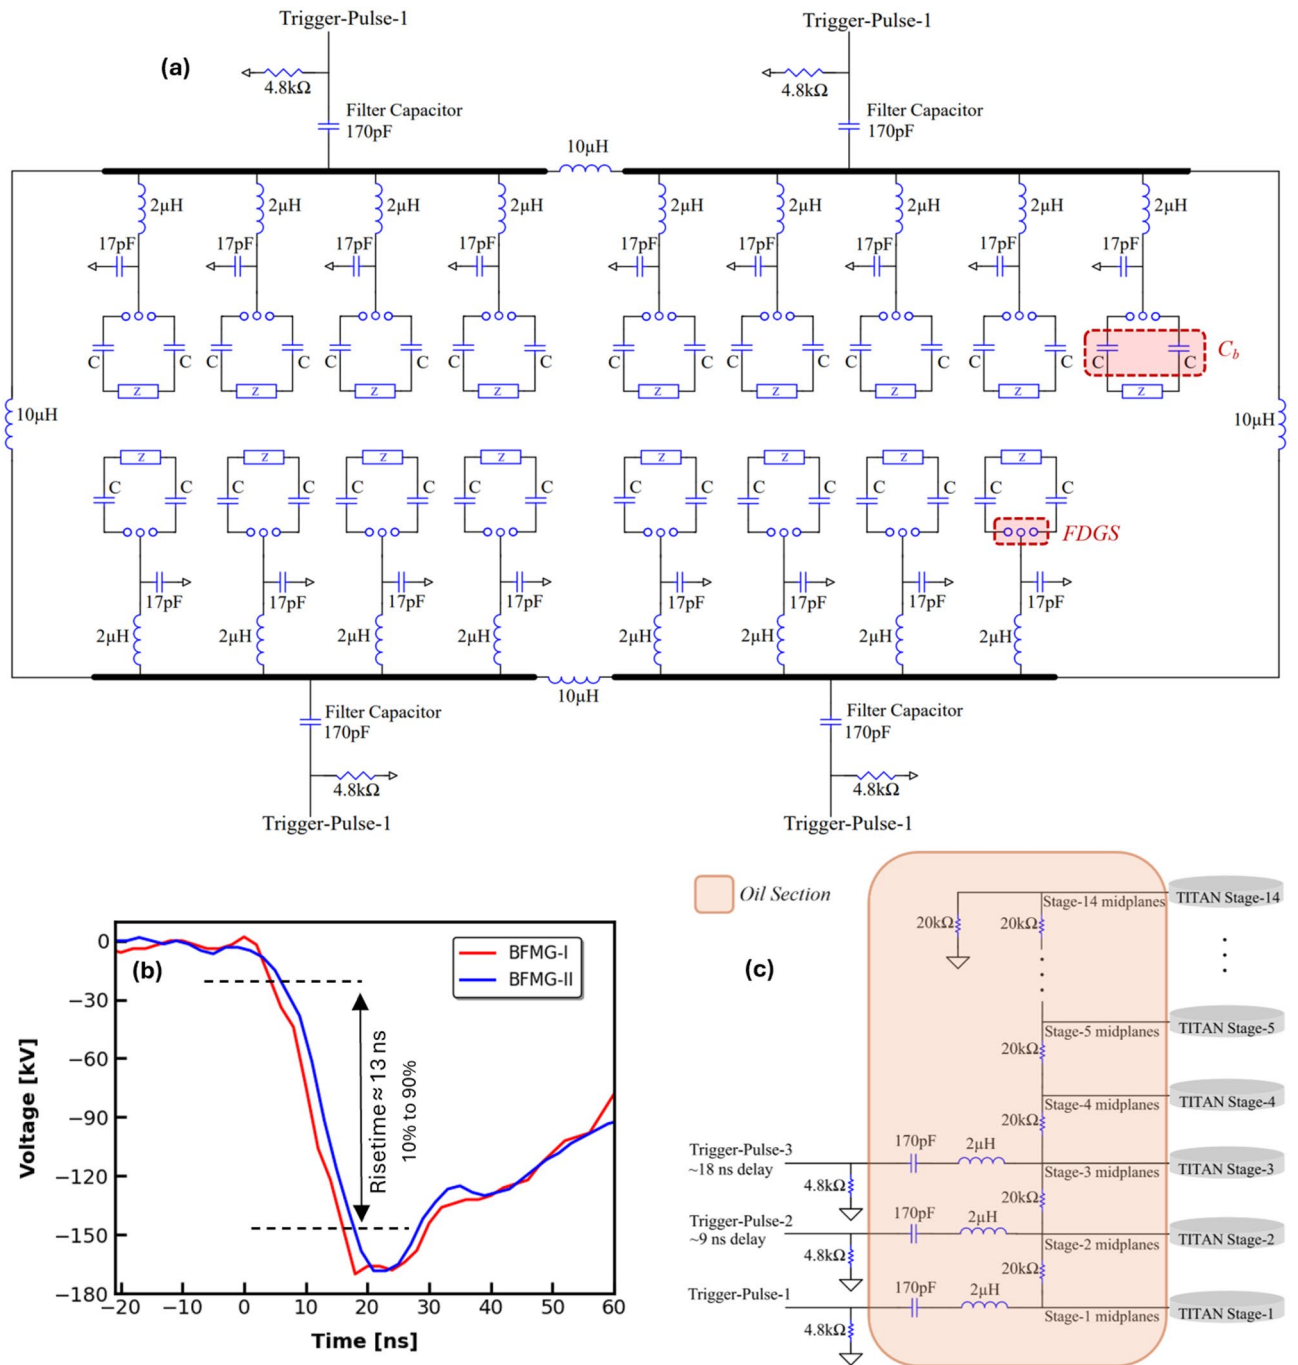 Trigger-Pulse-1 Trigger-Pulse-1
(a)
4.8kΩ 4.8kΩ
Filter Capacitor Filter Capacitor
170pF 170pF
10µH
2µH 2µH 2µH 2µH 2µH 2µH 2µH 2µH 2µH
17pF 17pF 17pF 17pF 17pF 17pF 17pF 17pF 17pF
C C C C C C C C C C C C C C C C C C
C_b
Z Z Z Z Z Z Z Z Z
10µH 10µH
Z Z Z Z Z Z Z Z
C C C C C C C C C C C C C C C C
FDGS
17pF 17pF 17pF 17pF 17pF 17pF 17pF 17pF
2µH 2µH 2µH 2µH 2µH 2µH 2µH 2µH
10µH
Filter Capacitor Filter Capacitor
170pF 170pF
4.8kΩ 4.8kΩ
Trigger-Pulse-1 Trigger-Pulse-1
(b)
BFMG-I
BFMG-II
Risetime ≈ 13 ns
10% to 90%
Voltage [kV]
0
−30
−60
−90
−120
−150
−180
−20 −10 0 10 20 30 40 50 60
Time [ns]
Oil Section
(c)
20kΩ 20kΩ
Stage-14 midplanes TITAN Stage-14
Stage-5 midplanes TITAN Stage-5
20kΩ
Stage-4 midplanes TITAN Stage-4
20kΩ
Trigger-Pulse-3
~18 ns delay
170pF 2µH
Stage-3 midplanes TITAN Stage-3
4.8kΩ
20kΩ
Trigger-Pulse-2
~9 ns delay
170pF 2µH
Stage-2 midplanes TITAN Stage-2
4.8kΩ
20kΩ
Trigger-Pulse-1
170pF 2µH
Stage-1 midplanes TITAN Stage-1
4.8kΩ